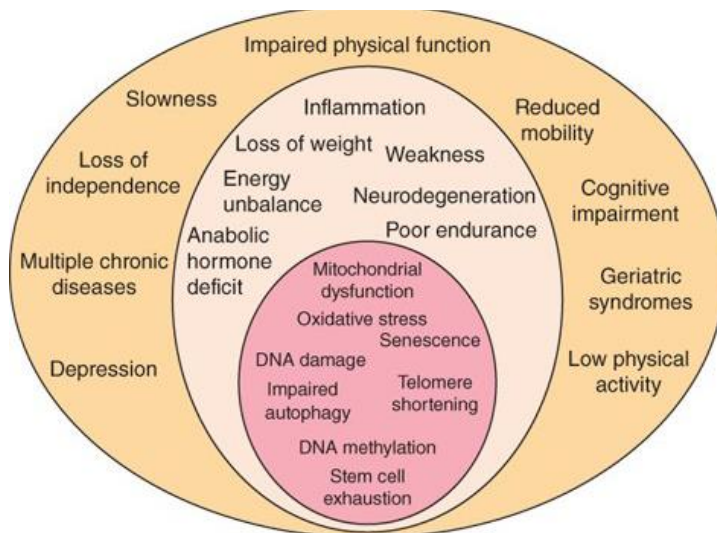 Impaired physical function
Slowness
Reduced
mobility
Loss of
independence
Cognitive
impairment
Multiple chronic
diseases
Geriatric
syndromes
Depression
Low physical
activity
Inflammation
Loss of weight
Weakness
Energy
unbalance
Neurodegeneration
Anabolic
hormone
deficit
Poor endurance
Mitochondrial
dysfunction
Oxidative stress
Senescence
DNA damage
Impaired
autophagy
Telomere
shortening
DNA methylation
Stem cell
exhaustion